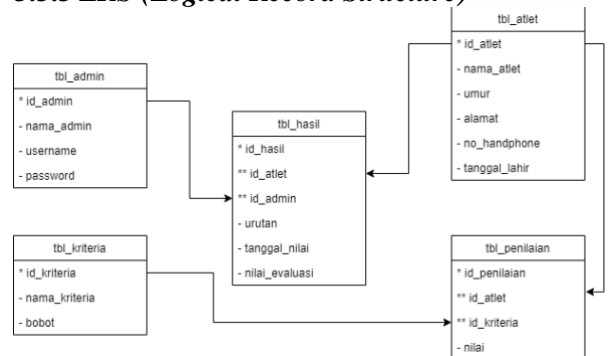 3.3.3 LRS (Logical Record Structure)
tbl_admin
* id_admin
- nama_admin
- username
- password
tbl_hasil
* id_hasil
** id_atlet
** id_admin
- urutan
- tanggal_nilai
- nilai_evaluasi
tbl_atlet
* id_atlet
- nama_atlet
- umur
- alamat
- no_handphone
- tanggal_lahir
tbl_kriteria
* id_kriteria
- nama_kriteria
- bobot
tbl_penilaian
* id_penilaian
** id_atlet
** id_kriteria
- nilai